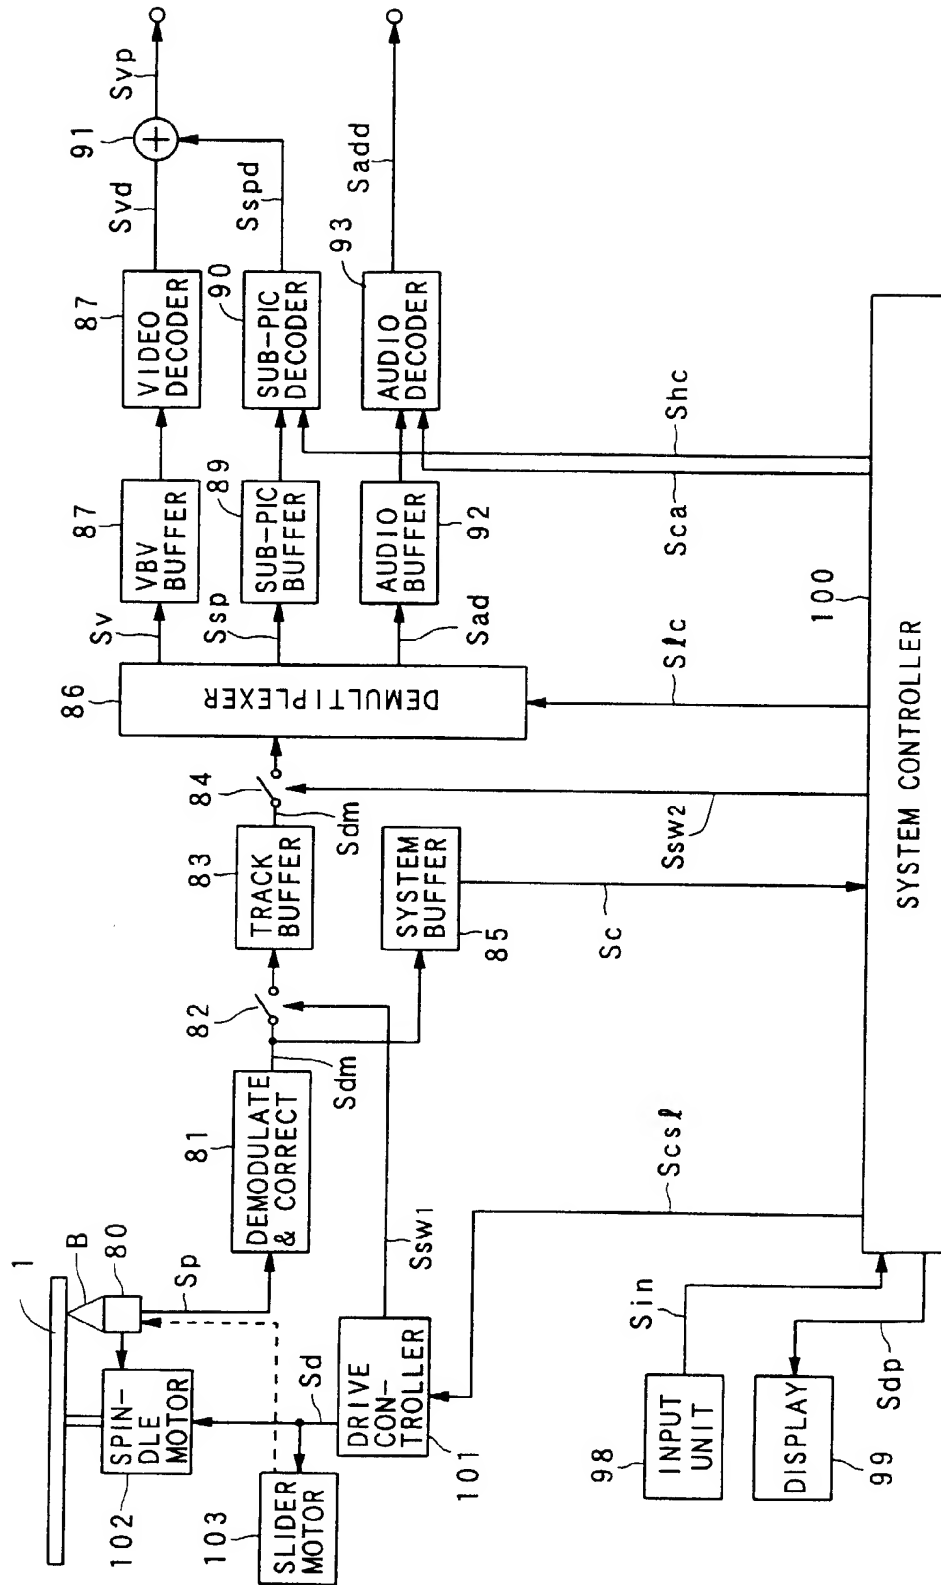 1
B
80
Sp
SPIN-
DLE
MOTOR
102
SLIDER
MOTOR
103
Sd
DRIVE
CON-
TROLLER
101
81
DEMODULATE
& CORRECT
Sdm
82
Ssw1
83
TRACK
BUFFER
84
Sdm
SYSTEM
BUFFER
85
Sc
Ssw2
86
DEMULTIPLEXER
Slc
Sv
Ssp
Sad
87
VBV
BUFFER
89
SUB-PIC
BUFFER
AUDIO
BUFFER
92
87
VIDEO
DECODER
90
SUB-PIC
DECODER
93
AUDIO
DECODER
Svd
91
+
Svp
Sspd
Sadd
Shc
Sca
Scsl
98
INPUT
UNIT
Sin
DISPLAY
99
Sdp
100
SYSTEM CONTROLLER